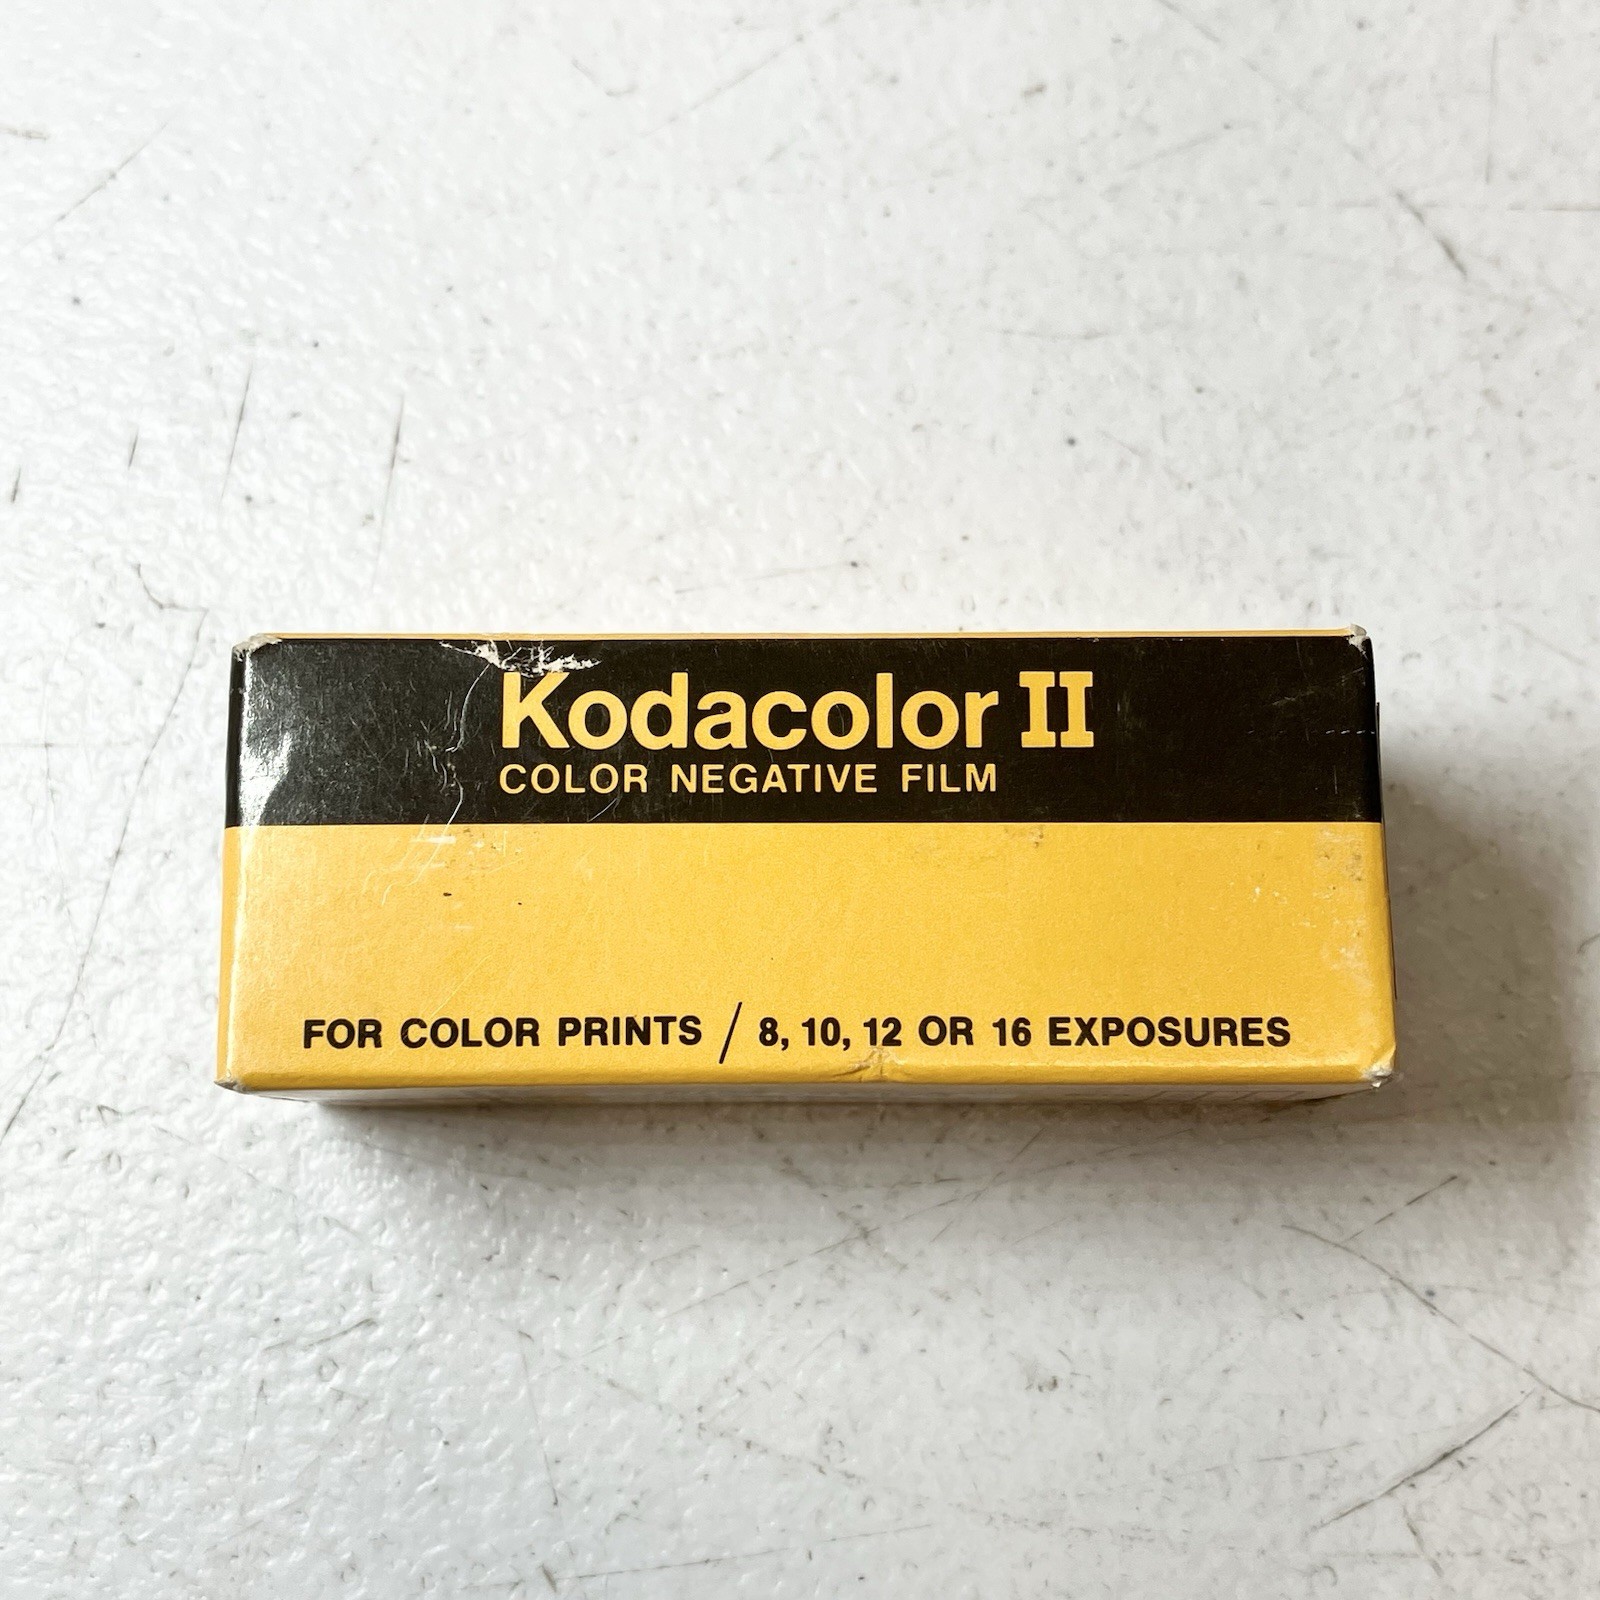 Kodacolor II
COLOR NEGATIVE FILM
FOR COLOR PRINTS / 8, 10, 12 OR 16 EXPOSURES